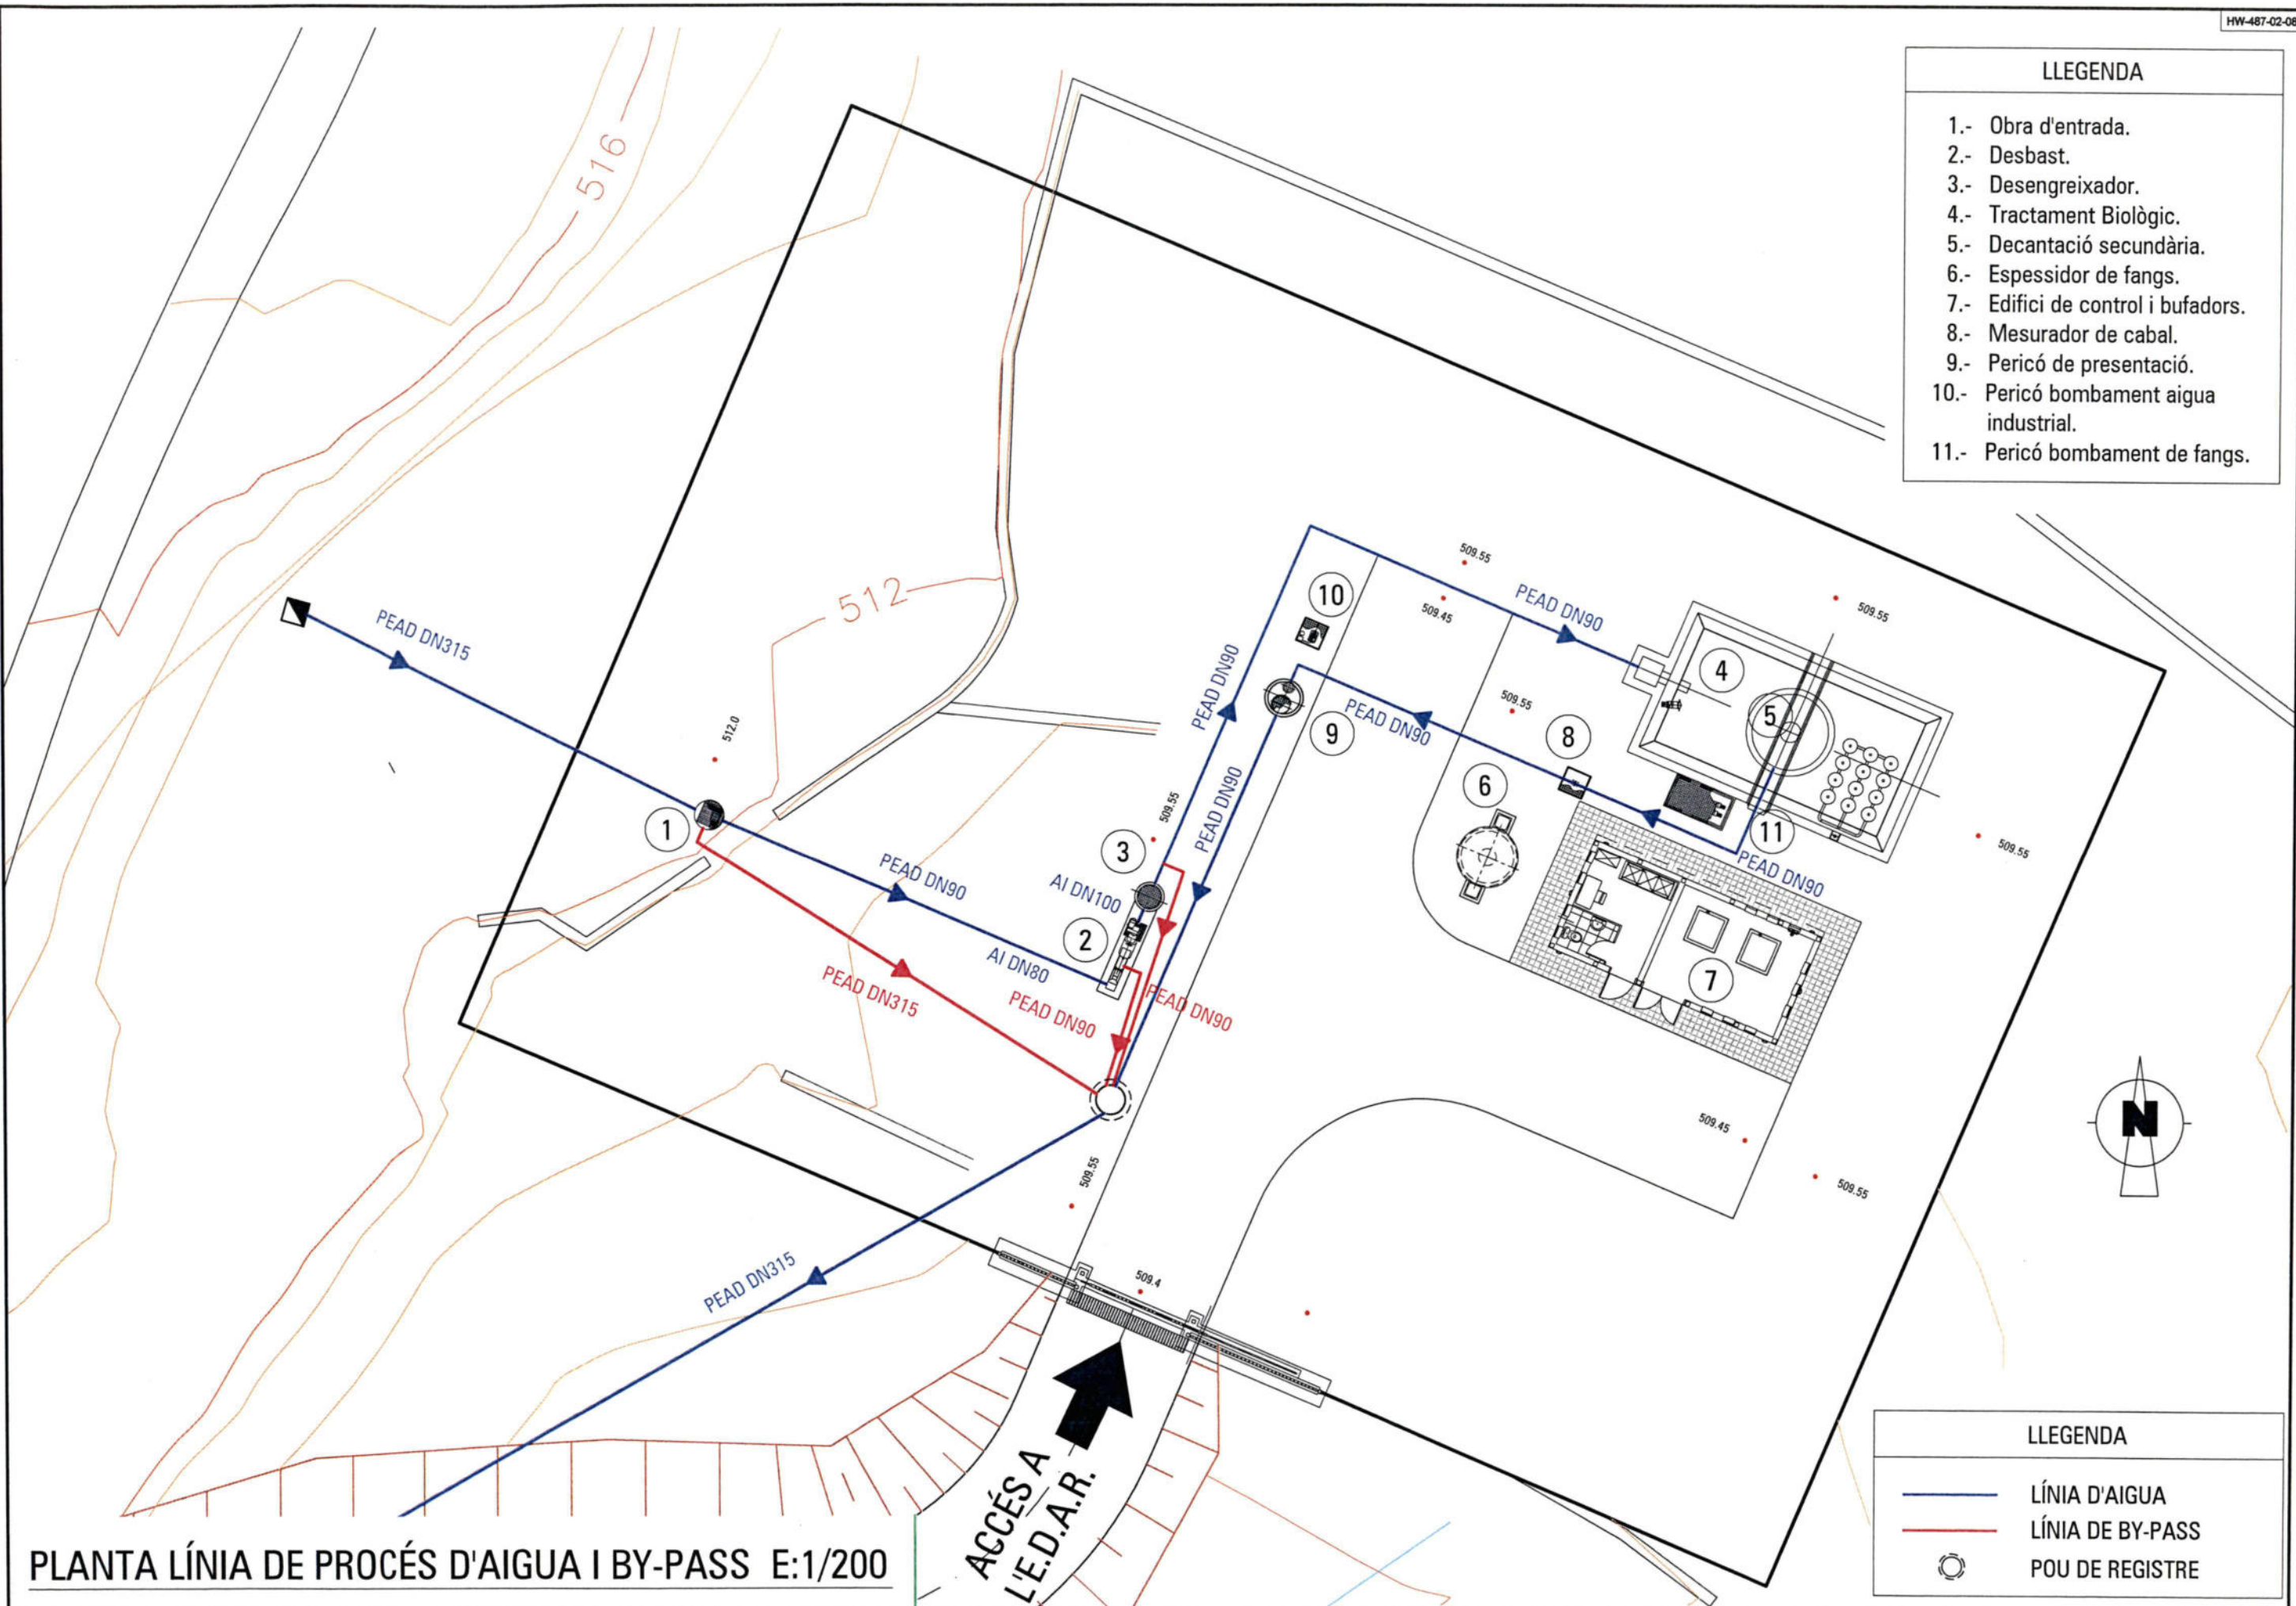 HW-487-02-08
LLEGENDA
1.- Obra d'entrada.
2.- Desbast.
3.- Desengreixador.
4.- Tractament Biològic.
5.- Decantació secundària.
6.- Espessidor de fangs.
7.- Edifici de control i bufadors.
8.- Mesurador de cabal.
9.- Pericó de presentació.
10.- Pericó bombament aigua
industrial.
11.- Pericó bombament de fangs.
516
512
PEAD DN315
512.0
1
PEAD DN90
AI DN80
PEAD DN315
PEAD DN90
PEAD DN90
AI DN100
2
3
509.55
PEAD DN90
PEAD DN90
10
9
PEAD DN90
509.55
509.45
PEAD DN90
509.55
8
6
4
5
509.55
11
PEAD DN90
509.55
7
509.45
509.55
N
509.55
509.4
PEAD DN315
ACCÉS A
L'E.D.A.R.
PLANTA LÍNIA DE PROCÉS D'AIGUA I BY-PASS E:1/200
LLEGENDA
LÍNIA D'AIGUA
LÍNIA DE BY-PASS
POU DE REGISTRE